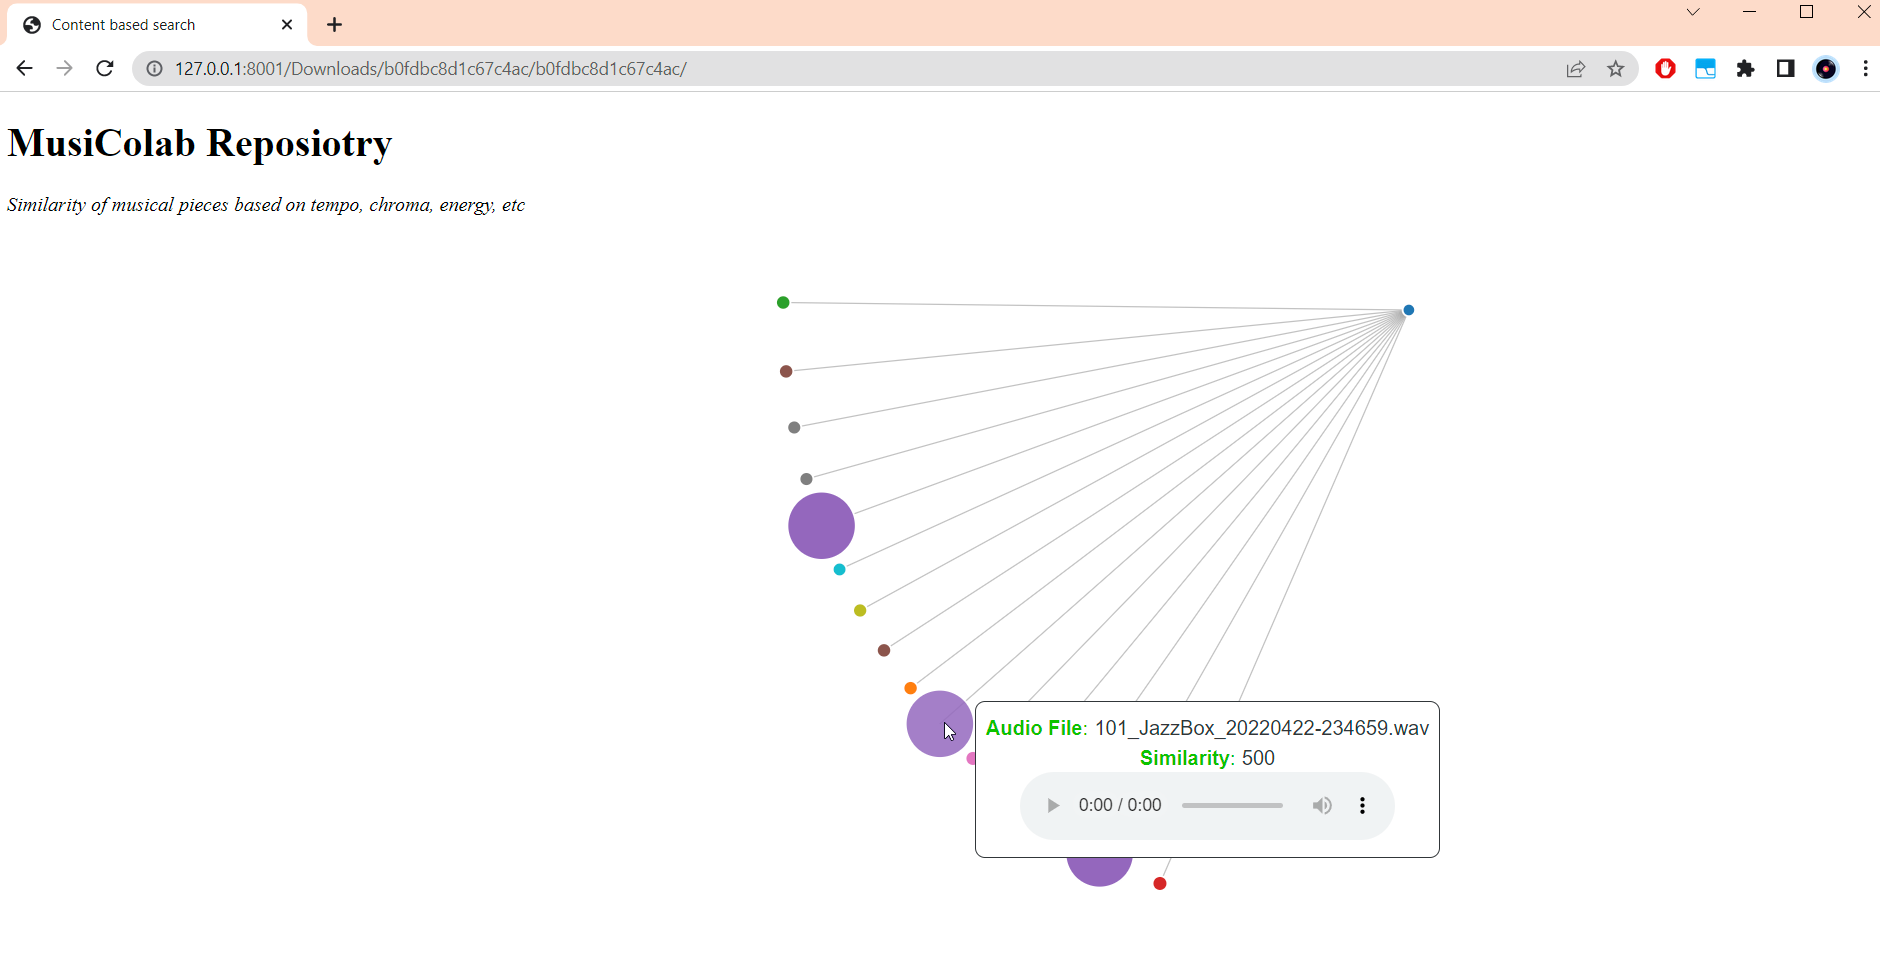 Content based search
127.0.0.1:8001/Downloads/b0fdbc8d1c67c4ac/b0fdbc8d1c67c4ac/
MusiColab Reposiotry
Similarity of musical pieces based on tempo, chroma, energy, etc
Audio File: 101_JazzBox_20220422-234659.wav
Similarity: 500
0:00 / 0:00